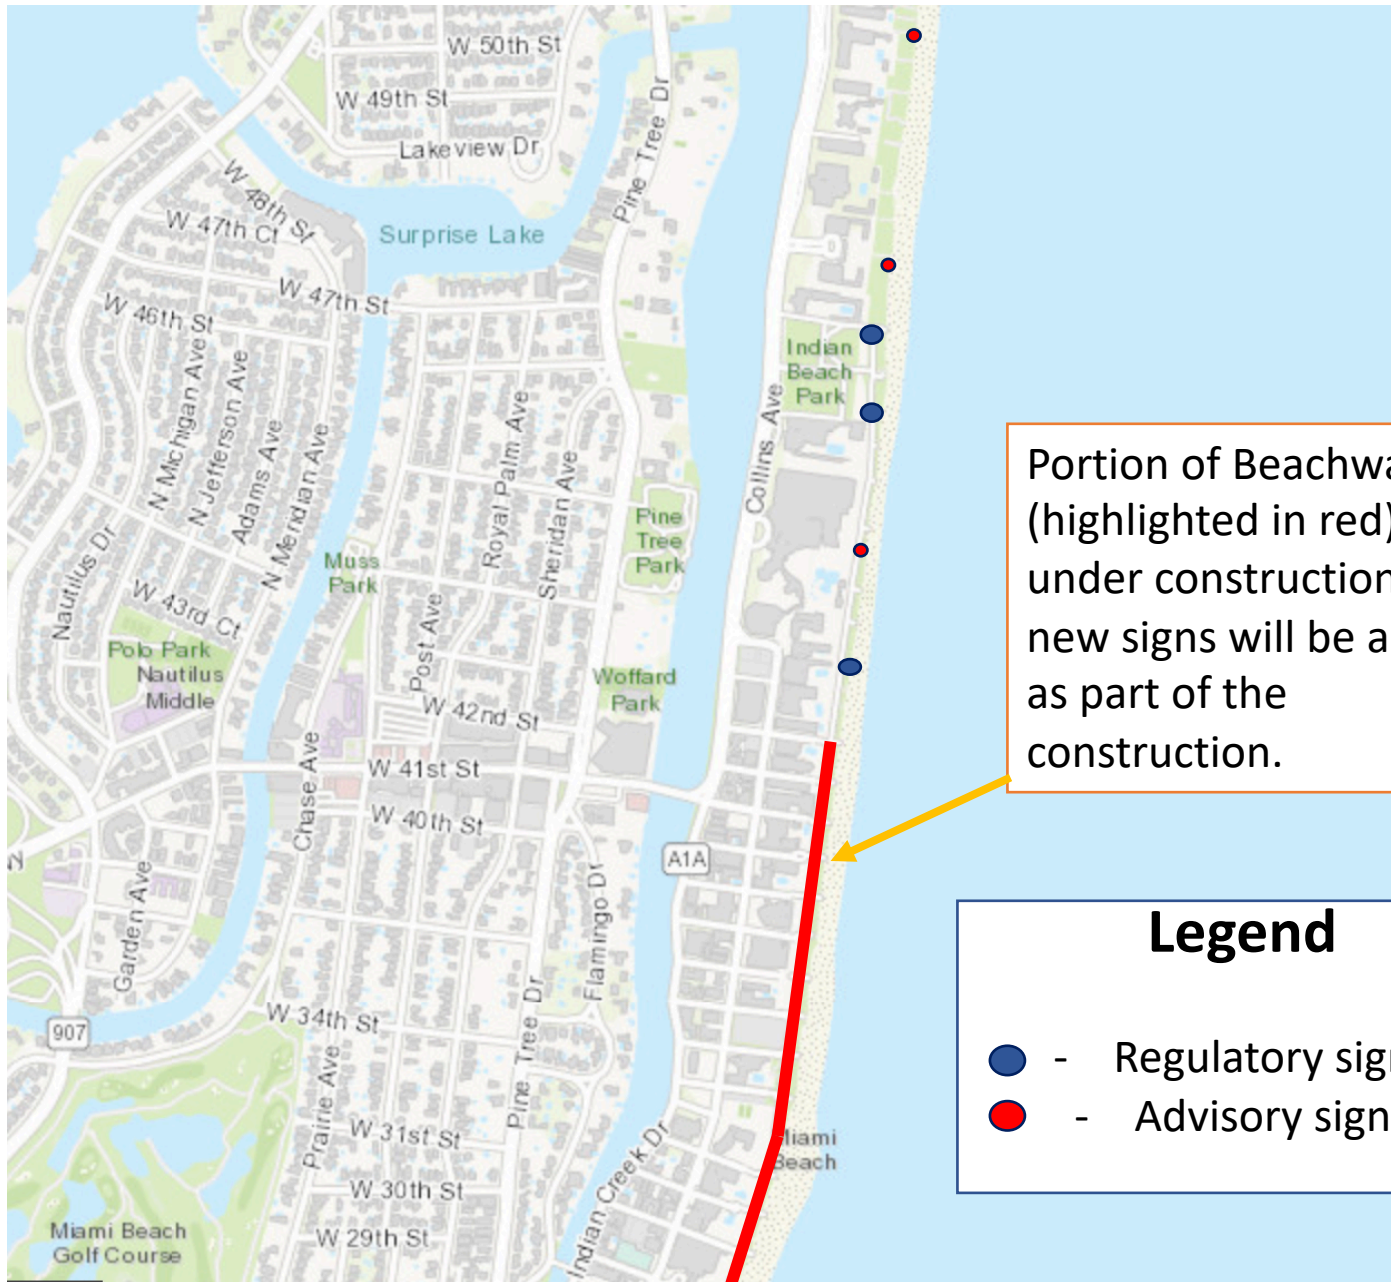 W 50th St
W 49th St
Lakeview Dr
Pine Tree Dr
W 48th St
W 47th Ct
Surprise Lake
W 47th St
W 46th St
Indian
Beach
Park
N Michigan Ave
N Jefferson Ave
Adams Ave
N Meridian Ave
Royal Palm Ave
Sheridan Ave
Collins Ave
Pine
Tree
Park
Muss
Park
Nautilus Dr
W 43rd Ct
Post Ave
Polo Park
Nautilus
Middle
Woffard
Park
W 42nd St
Chase Ave
W 41st St
W 40th St
A1A
Garden Ave
Flamingo Dr
907
W 34th St
Prairie Ave
Pine Tree Dr
W 31st St
Indian Creek Dr
Miami
Beach
W 30th St
W 29th St
Miami Beach
Golf Course
Portion of Beachwa
(highlighted in red)
under construction
new signs will be a
as part of the
construction.
Legend
- Regulatory sign
- Advisory sign